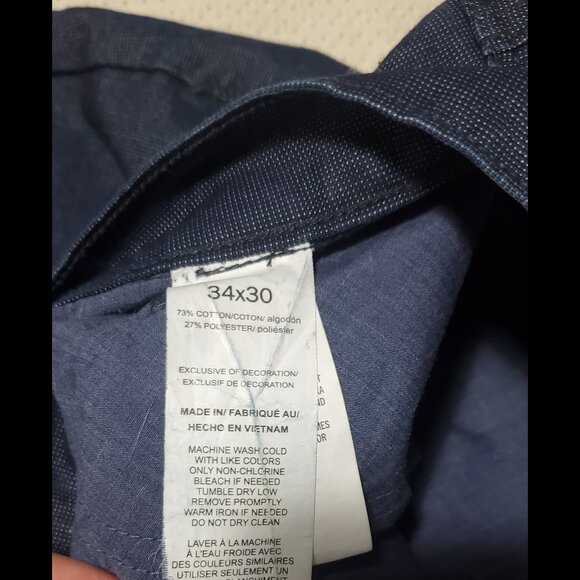 34x30
73% COTTON/COTON/ algodón
27% POLYESTER/ poliéster
EXCLUSIVE OF DECORATION/
EXCLUSIF DE DECORATION
MADE IN/ FABRIQUÉ AU/
HECHO EN VIETNAM
MACHINE WASH COLD
WITH LIKE COLORS
ONLY NON-CHLORINE
BLEACH IF NEEDED
TUMBLE DRY LOW
REMOVE PROMPTLY
WARM IRON IF NEEDED
DO NOT DRY CLEAN
LAVER À LA MACHINE
À L'EAU FROIDE AVEC
DES COULEURS SIMILAIRES
UTILISER SEULEMENT UN